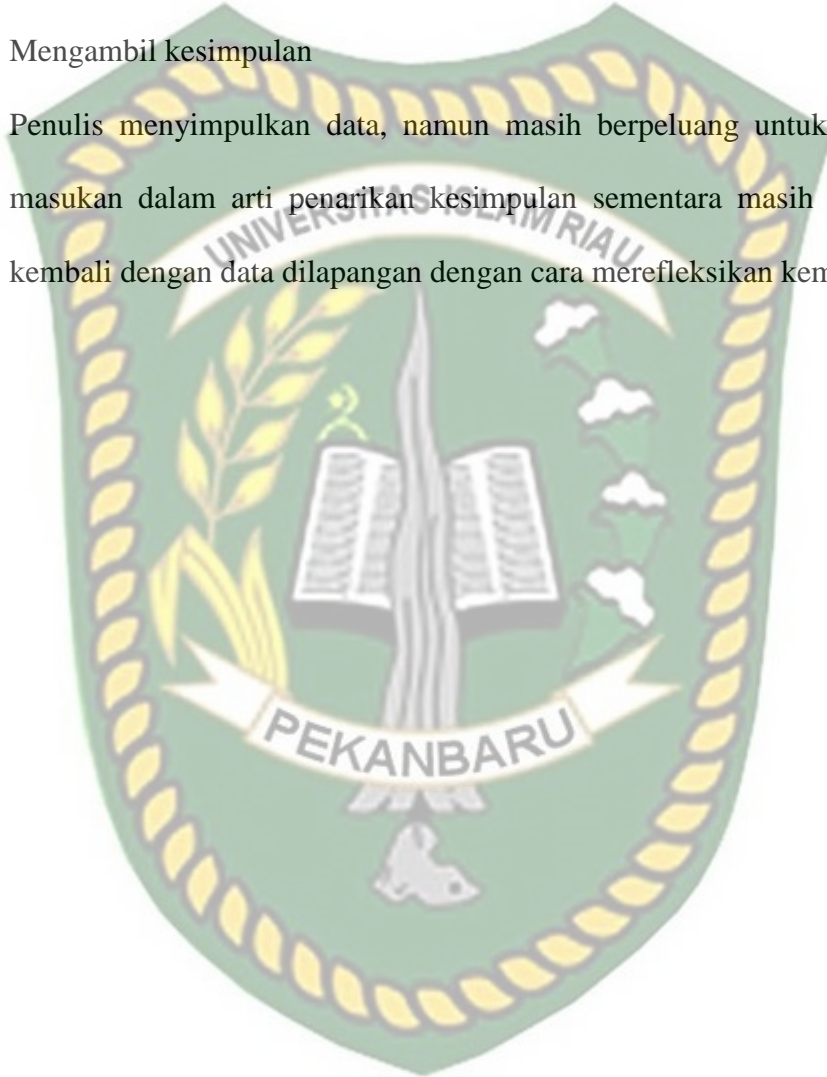 Mengambil kesimpulan
Penulis menyimpulkan data, namun masih berpeluang untuk
masukan dalam arti penarikan kesimpulan sementara masih
UNIVERSITAS ISLAM RIAU
kembali dengan data dilapangan dengan cara merefleksikan
PEKANBARU